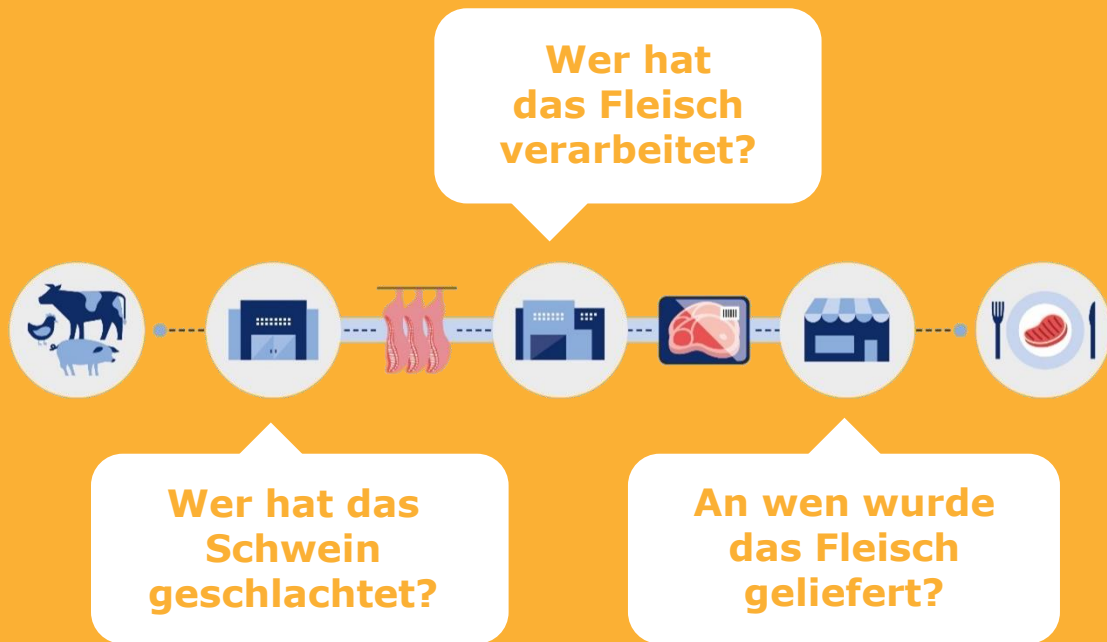 Wer hat
das Fleisch
verarbeitet?
Wer hat das
Schwein
geschlachtet?
An wen wurde
das Fleisch
geliefert?